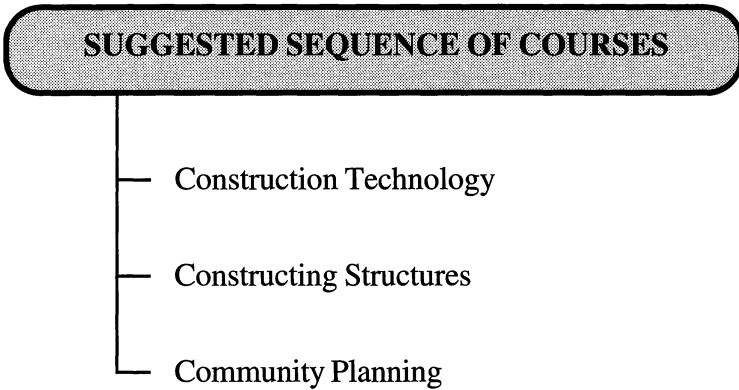 SUGGESTED SEQUENCE OF COURSES
Construction Technology
Constructing Structures
Community Planning